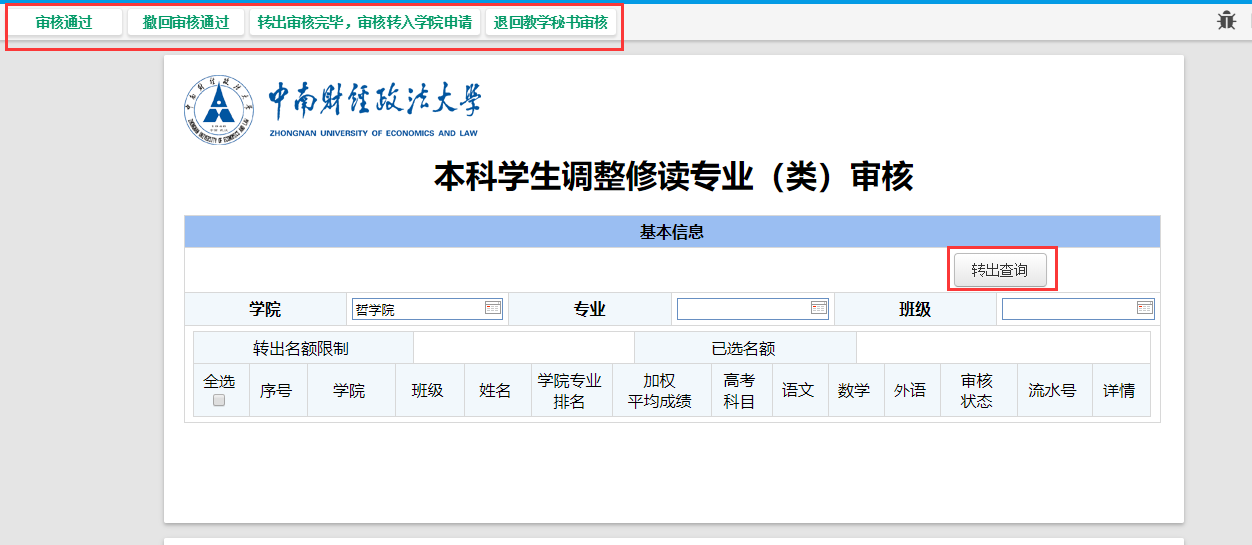 审核通过 撤回审核通过 转出审核完毕，审核转入学院申请 退回教学秘书审核
中南财经政法大学
ZHONGNAN UNIVERSITY OF ECONOMICS AND LAW
本科学生调整修读专业（类）审核
基本信息
转出查询
学院 哲学院 专业 班级
转出名额限制 已选名额
全选 序号 学院 班级 姓名 学院专业排名 加权平均成绩 高考科目 语文 数学 外语 审核状态 流水号 详情